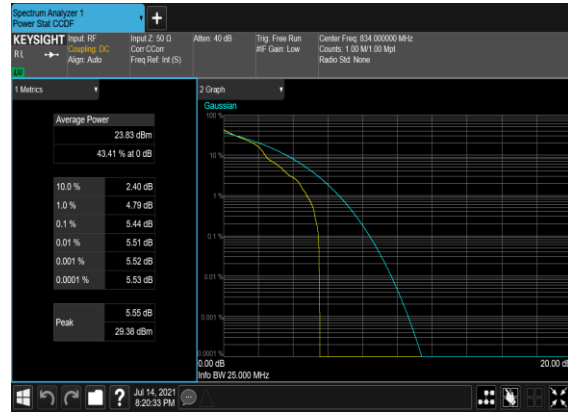 Spectrum Analyzer 1
Power Stat CCDF
KEYSIGHT
R L
LXI
Input: RF
Coupling: DC
Align: Auto
Input Z: 50 Ω
Corr CCorr
Freq Ref: Int (S)
Atten: 40 dB
Trig: Free Run
#IF Gain: Low
Center Freq: 834.000000 MHz
Counts: 1.00 M/1.00 Mpt
Radio Std: None
1 Metrics
Average Power
23.83 dBm
43.41 % at 0 dB
10.0 % 2.40 dB
1.0 % 4.79 dB
0.1 % 5.44 dB
0.01 % 5.51 dB
0.001 % 5.52 dB
0.0001 % 5.53 dB
Peak 5.55 dB
29.38 dBm
2 Graph
Gaussian
100 %
10 %
1 %
0.1 %
0.01 %
0.001 %
0.0001 %
0.00 dB 20.00 dB
Info BW 25.000 MHz
?
Jul 14, 2021
8:20:33 PM